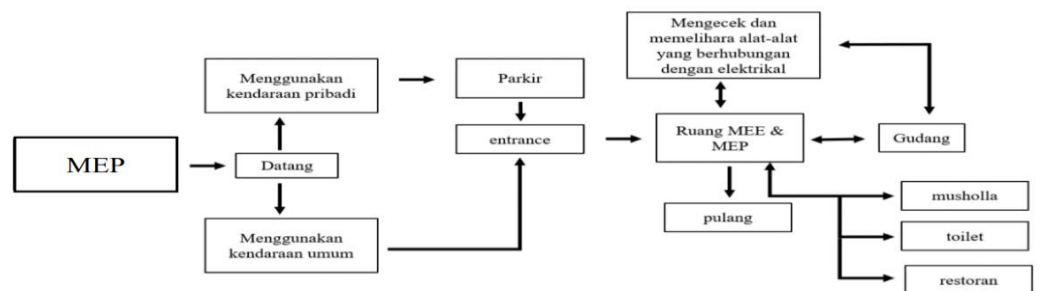 MEP
Datang
Menggunakan
kendaraan pribadi
Menggunakan
kendaraan umum
Parkir
entrance
Mengecek dan
memelihara alat-alat
yang berhubungan
dengan elektrikal
Ruang MEE &
MEP
pulang
Gudang
musholla
toilet
restoran